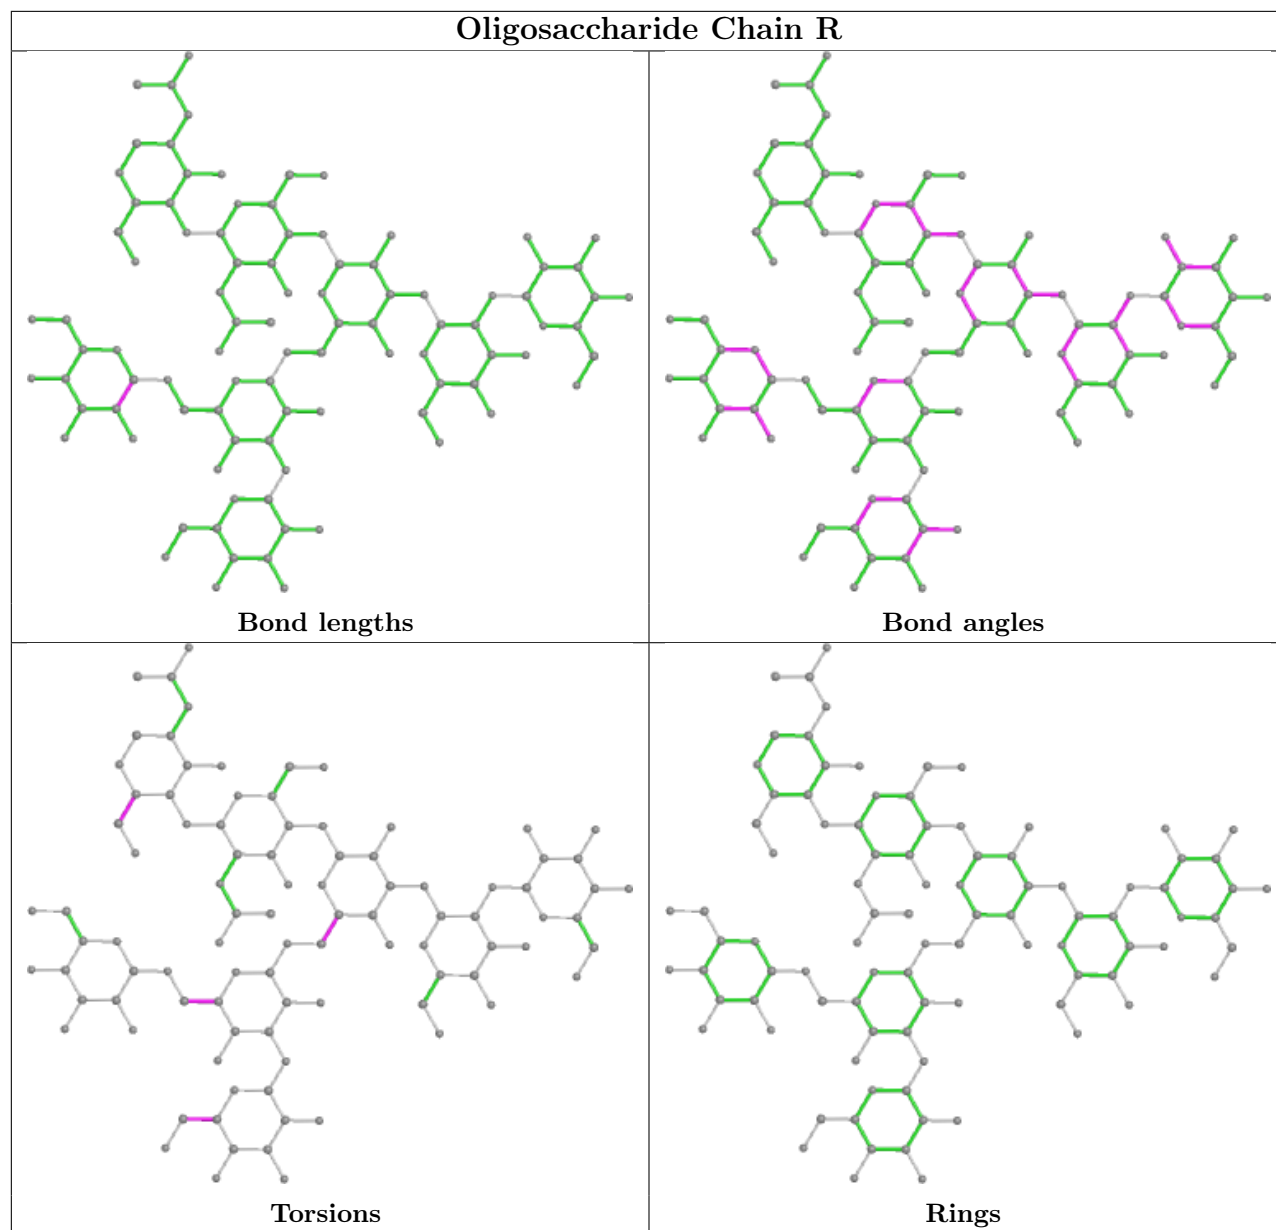 Oligosaccharide Chain R
Bond lengths
Bond angles
Torsions
Rings